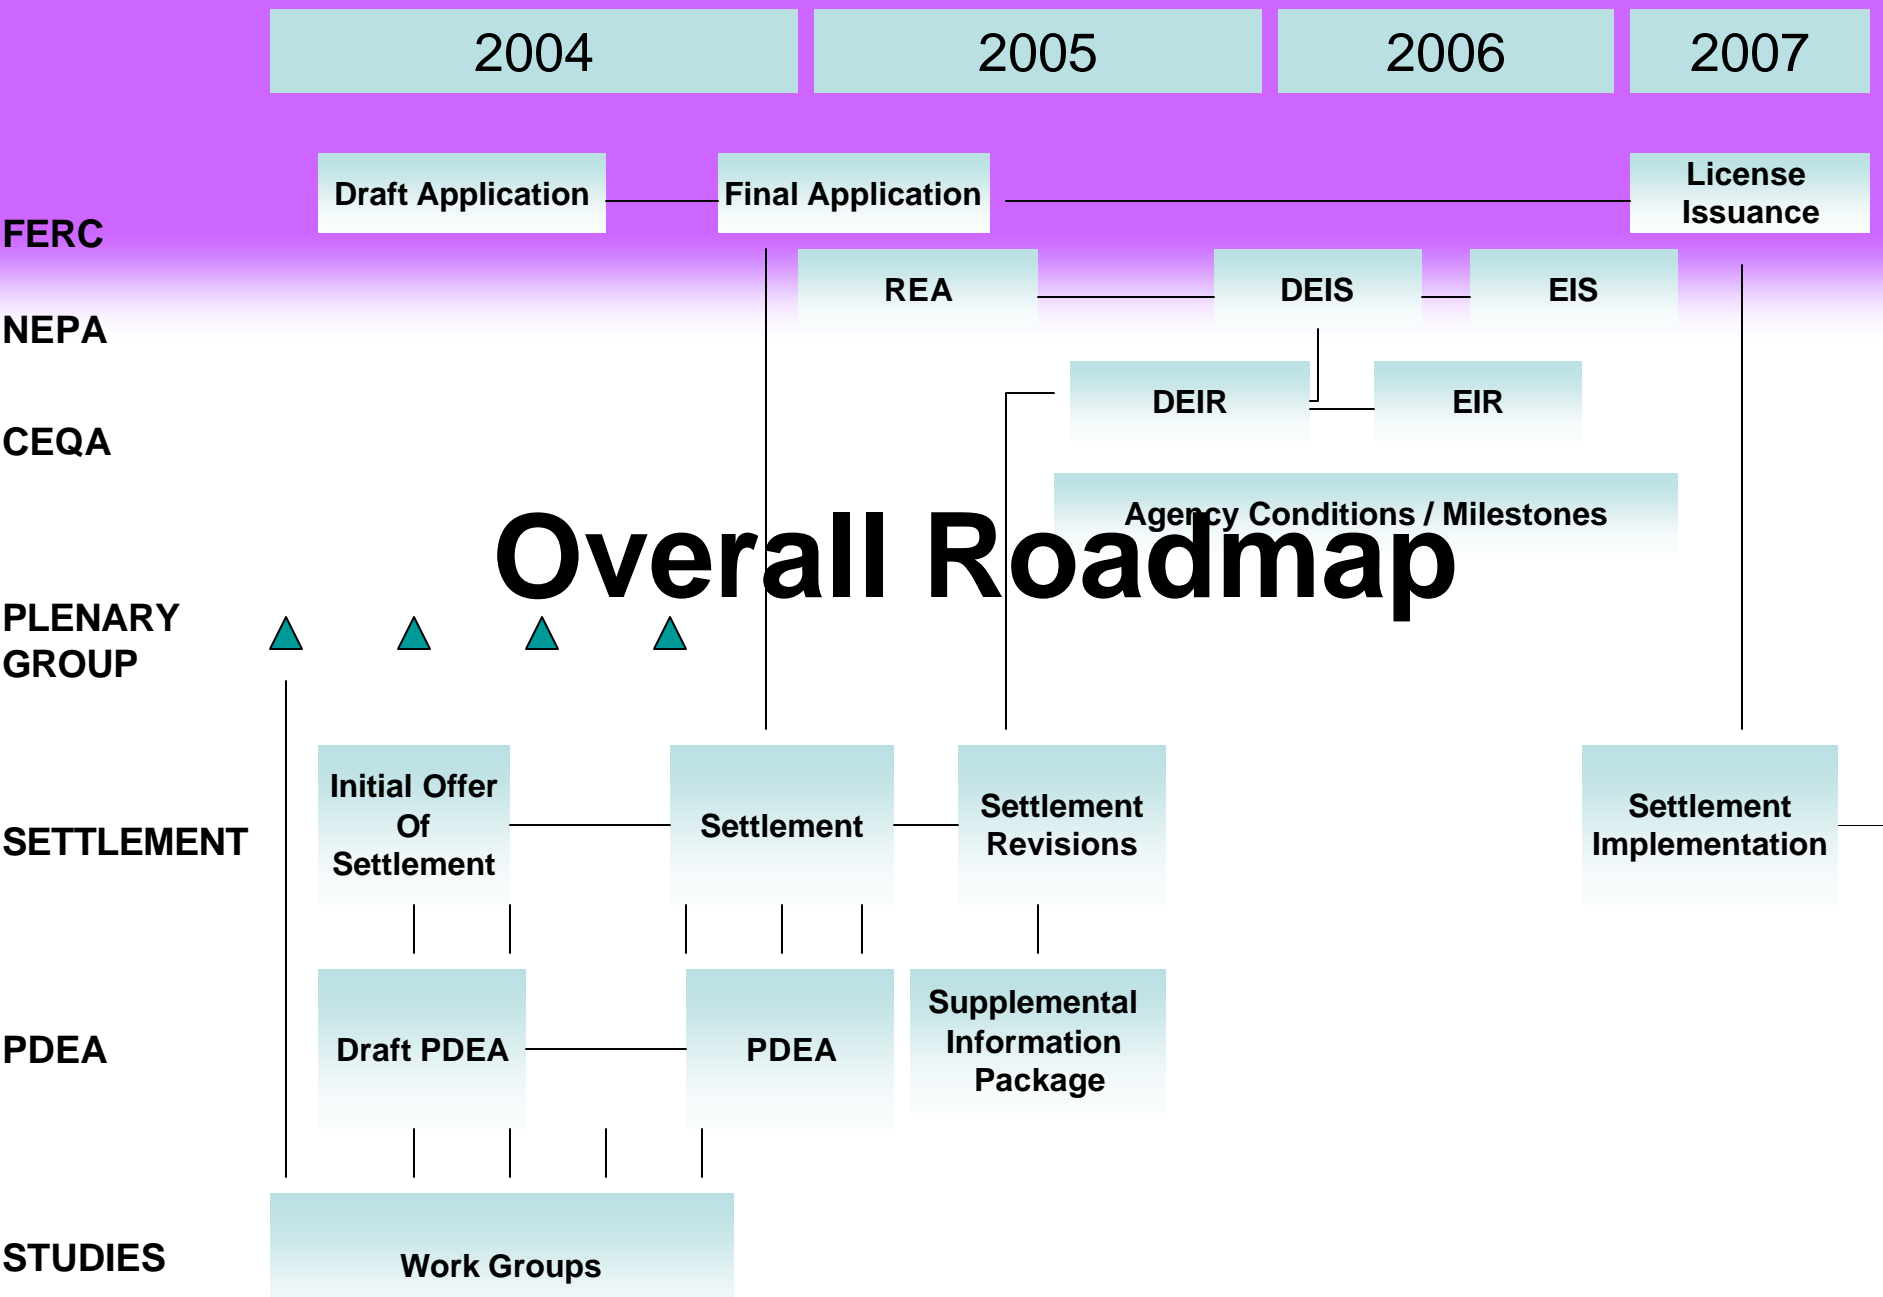 2004 2005 2006 2007
Draft Application Final Application License
Issuance
FERC
REA DEIS EIS
NEPA
DEIR EIR
CEQA
Agency Conditions / Milestones
Overall Roadmap
PLENARY
GROUP
SETTLEMENT
Initial Offer
Of
Settlement
Settlement
Settlement
Revisions
Settlement
Implementation
PDEA
Draft PDEA
PDEA
Supplemental
Information
Package
STUDIES
Work Groups